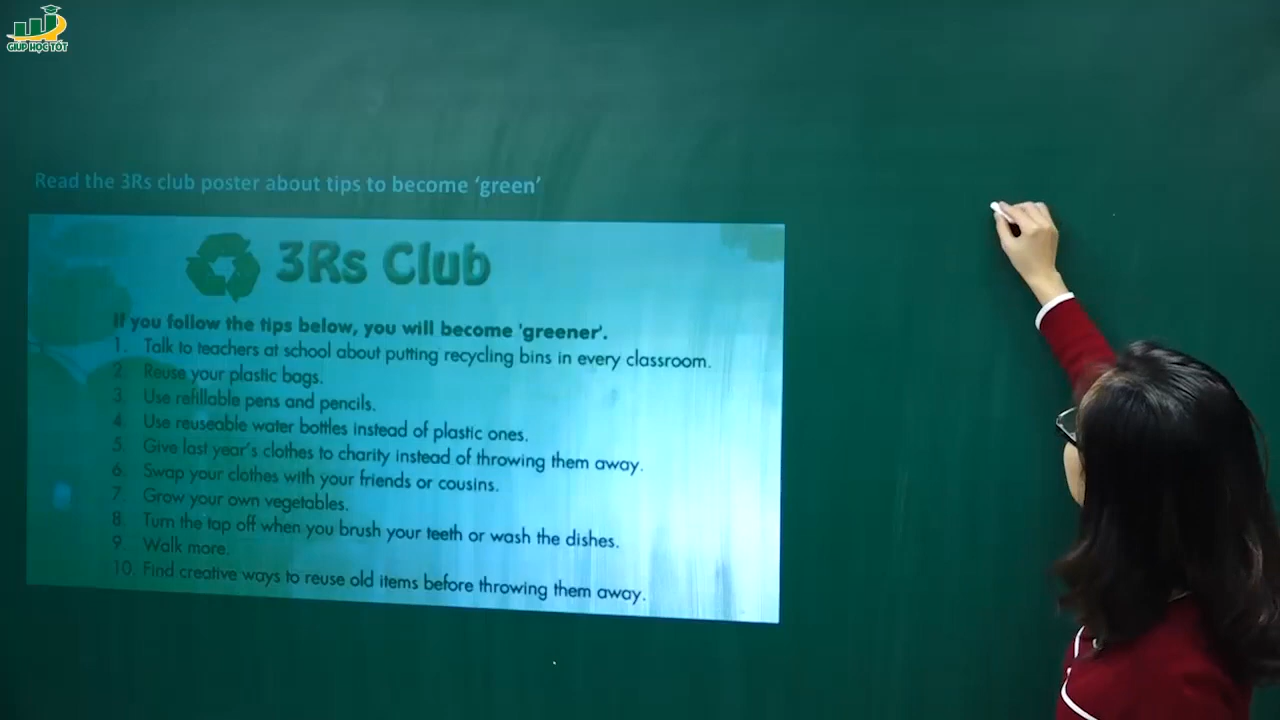 GIÚP HỌC TỐT
Read the 3Rs club poster about tips to become ‘green’
3Rs Club
If you follow the tips below, you will become 'greener'.
1. Talk to teachers at school about putting recycling bins in every classroom.
2. Reuse your plastic bags.
3. Use refillable pens and pencils.
4. Use reuseable water bottles instead of plastic ones.
5. Give last year's clothes to charity instead of throwing them away.
6. Swap your clothes with your friends or cousins.
7. Grow your own vegetables.
8. Turn the tap off when you brush your teeth or wash the dishes.
9. Walk more.
10. Find creative ways to reuse old items before throwing them away.